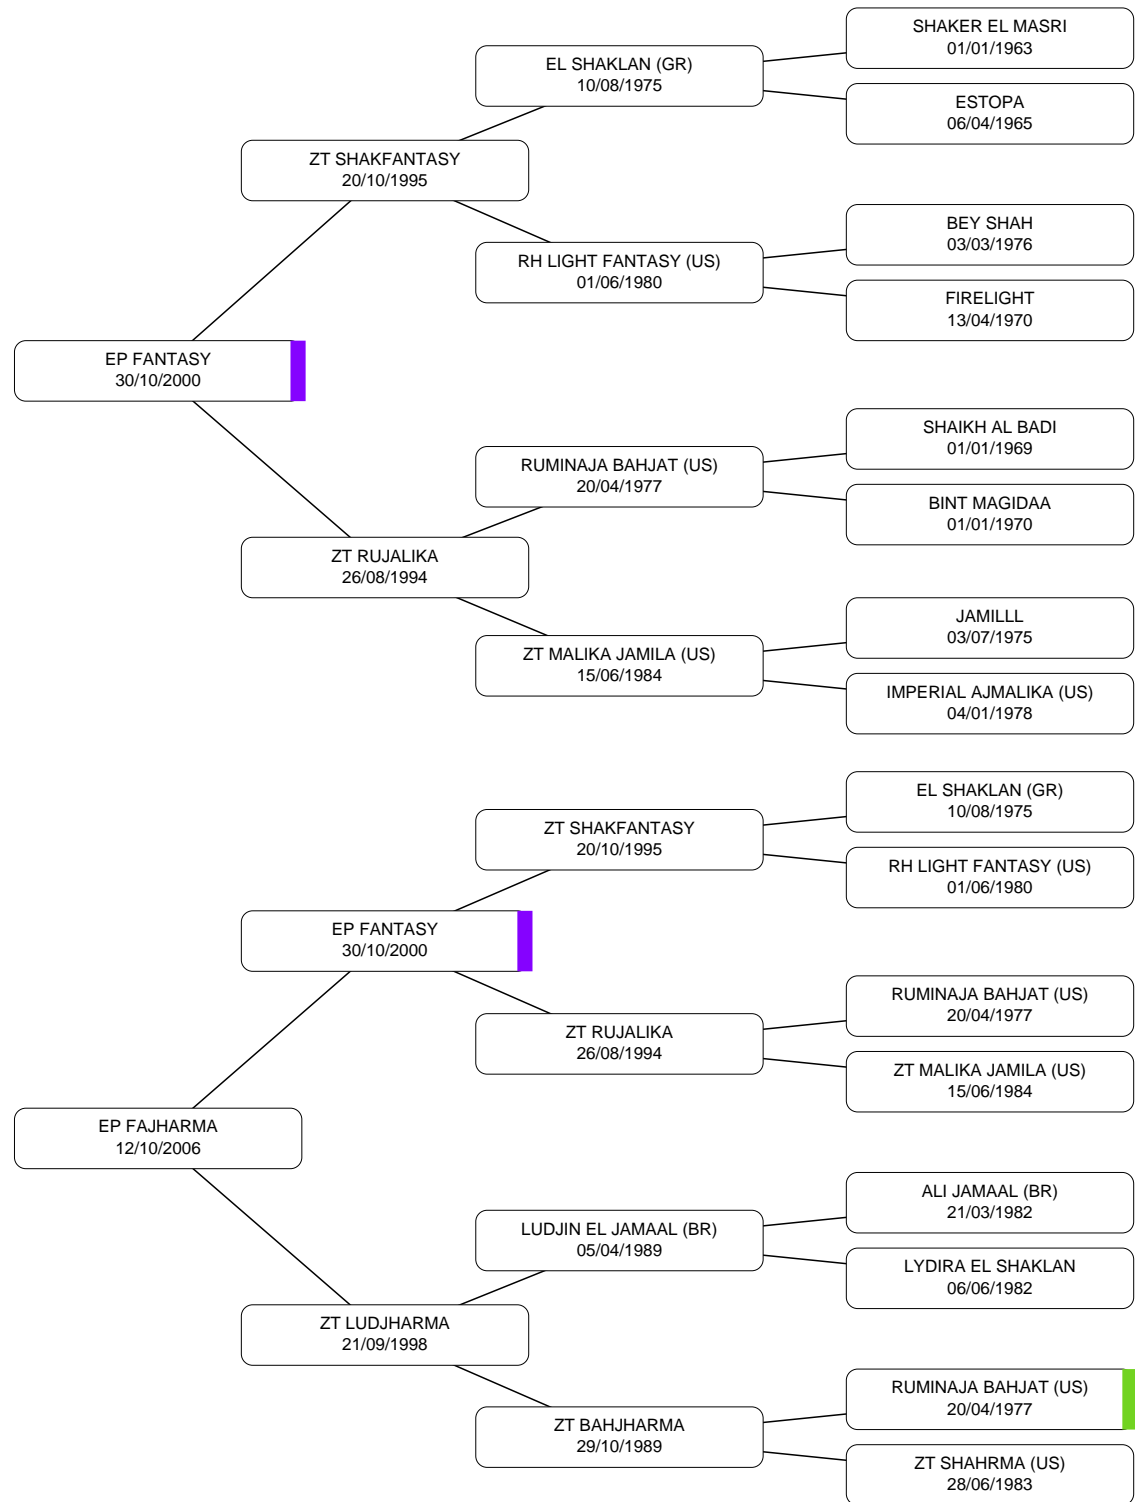 SHAKER EL MASRI
01/01/1963
EL SHAKLAN (GR)
10/08/1975
ESTOPA
06/04/1965
ZT SHAKFANTASY
20/10/1995
BEY SHAH
03/03/1976
RH LIGHT FANTASY (US)
01/06/1980
FIRELIGHT
13/04/1970
EP FANTASY
30/10/2000
SHAIKH AL BADI
01/01/1969
RUMINAJA BAHJAT (US)
20/04/1977
BINT MAGIDAA
01/01/1970
ZT RUJALIKA
26/08/1994
JAMILLL
03/07/1975
ZT MALIKA JAMILA (US)
15/06/1984
IMPERIAL AJMALIKA (US)
04/01/1978
EL SHAKLAN (GR)
10/08/1975
ZT SHAKFANTASY
20/10/1995
RH LIGHT FANTASY (US)
01/06/1980
EP FANTASY
30/10/2000
RUMINAJA BAHJAT (US)
20/04/1977
ZT RUJALIKA
26/08/1994
ZT MALIKA JAMILA (US)
15/06/1984
EP FAJHARMA
12/10/2006
ALI JAMAAL (BR)
21/03/1982
LUDJIN EL JAMAAL (BR)
05/04/1989
LYDIRA EL SHAKLAN
06/06/1982
ZT LUDJHARMA
21/09/1998
RUMINAJA BAHJAT (US)
20/04/1977
ZT BAHJHARMA
29/10/1989
ZT SHAHRMA (US)
28/06/1983